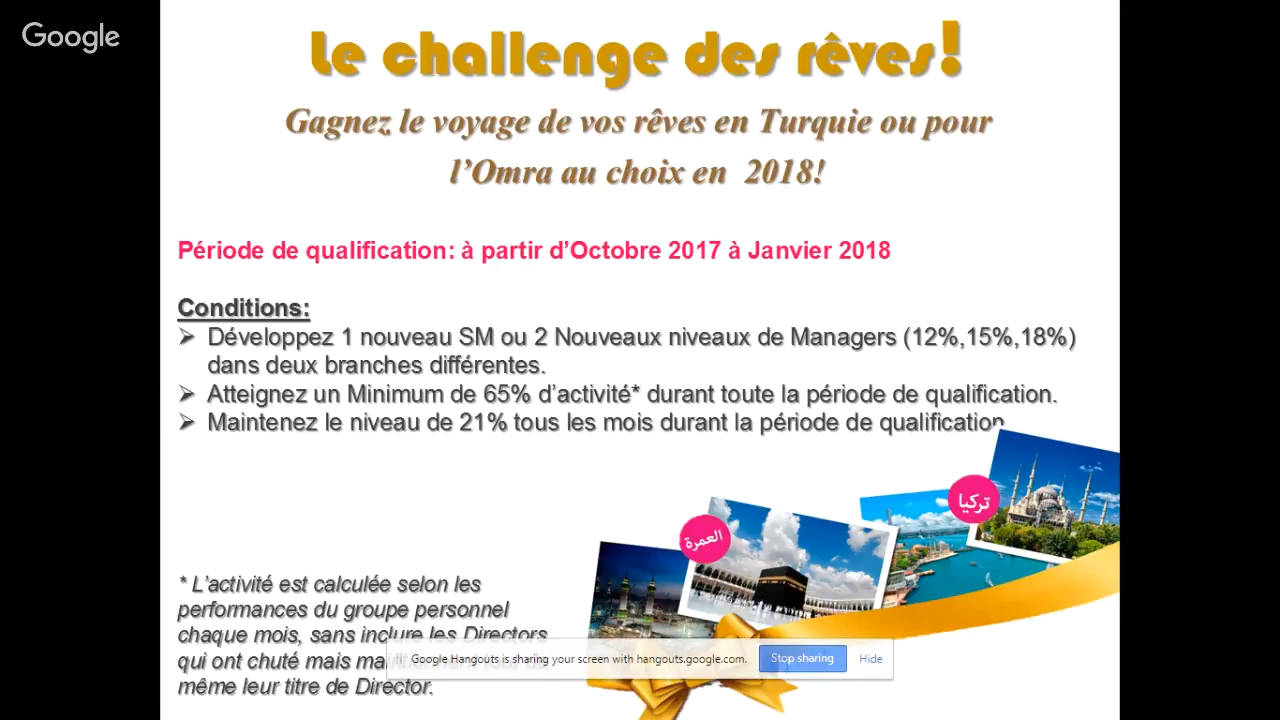 Google
Le challenge des rêves!
Gagnez le voyage de vos rêves en Turquie ou pour
l’Omra au choix en 2018!
Période de qualification: à partir d’Octobre 2017 à Janvier 2018
Conditions:
➢ Développez 1 nouveau SM ou 2 Nouveaux niveaux de Managers (12%,15%,18%)
dans deux branches différentes.
➢ Atteignez un Minimum de 65% d’activité* durant toute la période de qualification.
➢ Maintenez le niveau de 21% tous les mois durant la période de qualification
تركيا
العمرة
* L’activité est calculée selon les
performances du groupe personnel
chaque mois, sans inclure les Directors
qui ont chuté mais
même leur titre de Director.
Google Hangouts is sharing your screen with hangouts.google.com.
Stop sharing
Hide